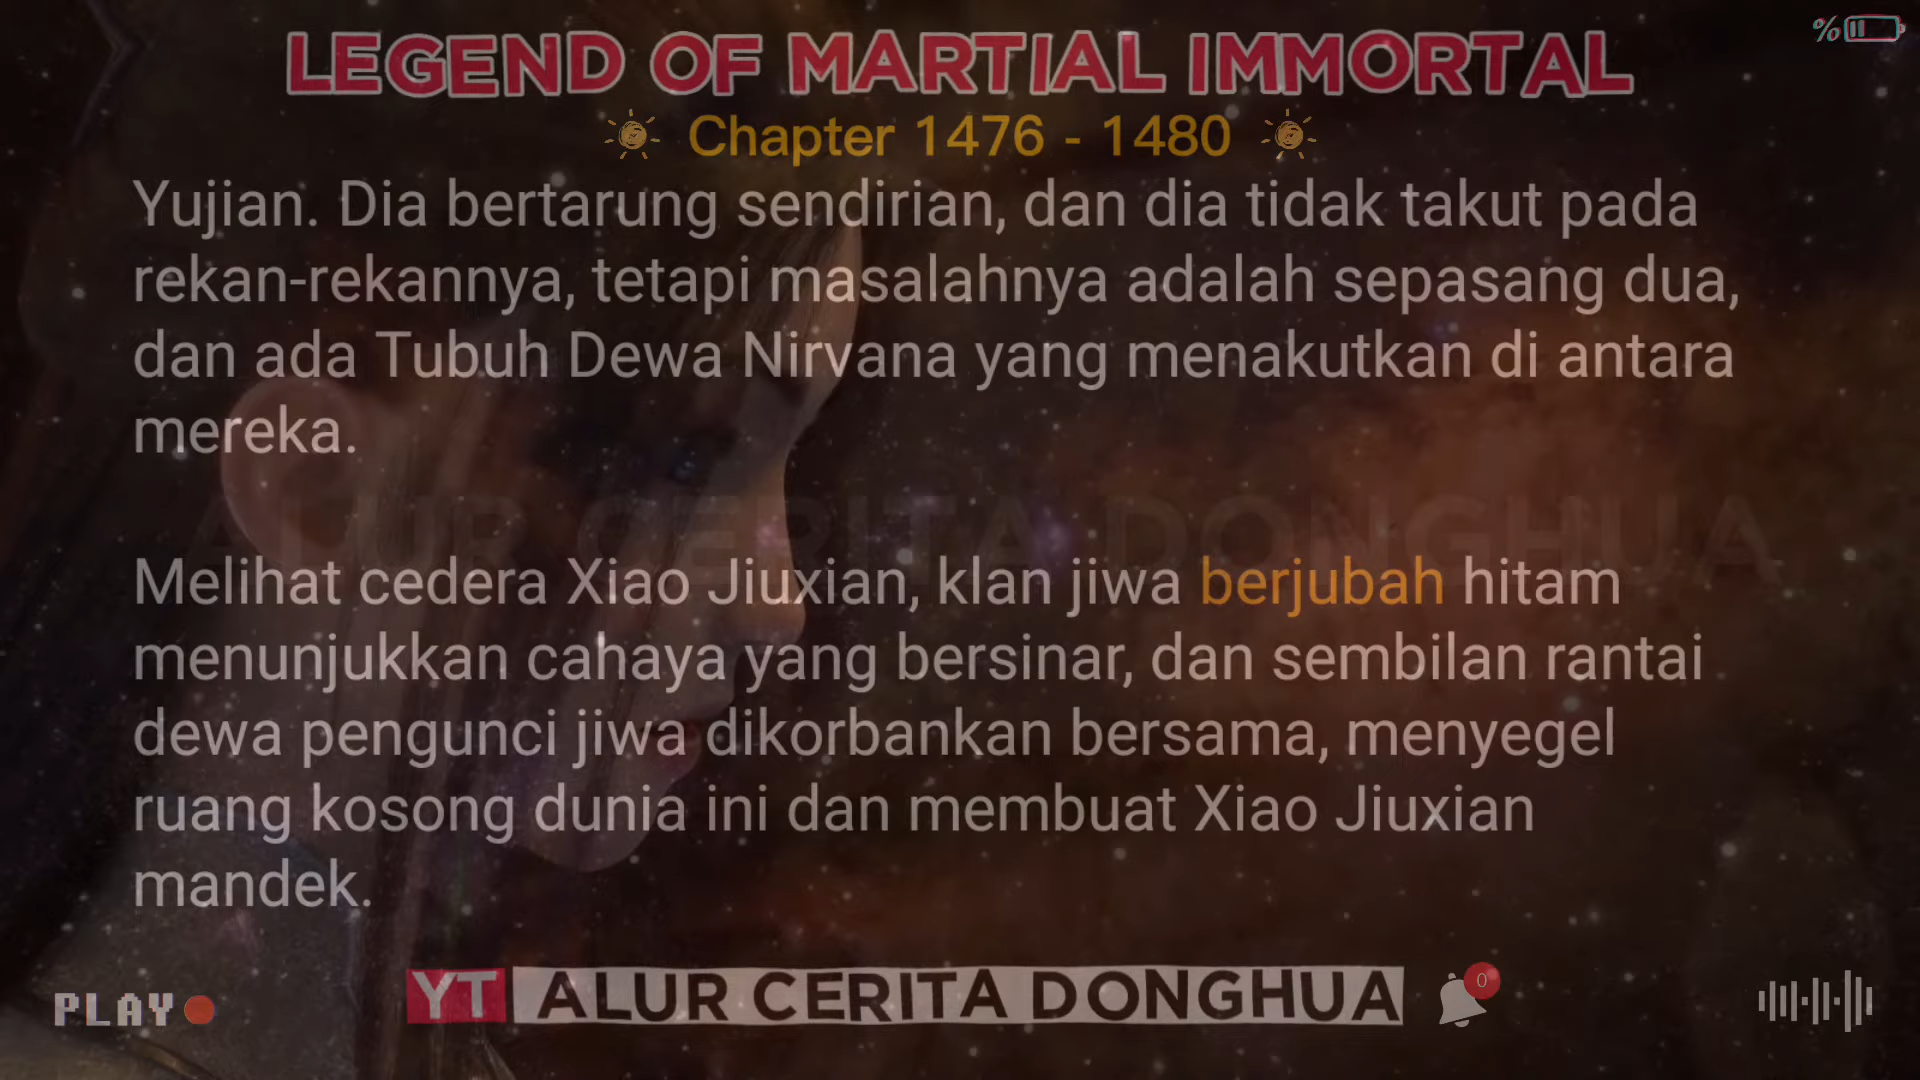 LEGEND OF MARTIAL IMMORTAL
%
Chapter 1476 - 1480
Yujian. Dia bertarung sendirian, dan dia tidak takut pada
rekan-rekannya, tetapi masalahnya adalah sepasang dua,
dan ada Tubuh Dewa Nirvana yang menakutkan di antara
mereka.
ALUR CERITA DONGHUA
Melihat cedera Xiao Jiuxian, klan jiwa berjubah hitam
menunjukkan cahaya yang bersinar, dan sembilan rantai
dewa pengunci jiwa dikorbankan bersama, menyegel
ruang kosong dunia ini dan membuat Xiao Jiuxian
mandek.
PLAY
YT ALUR CERITA DONGHUA
0